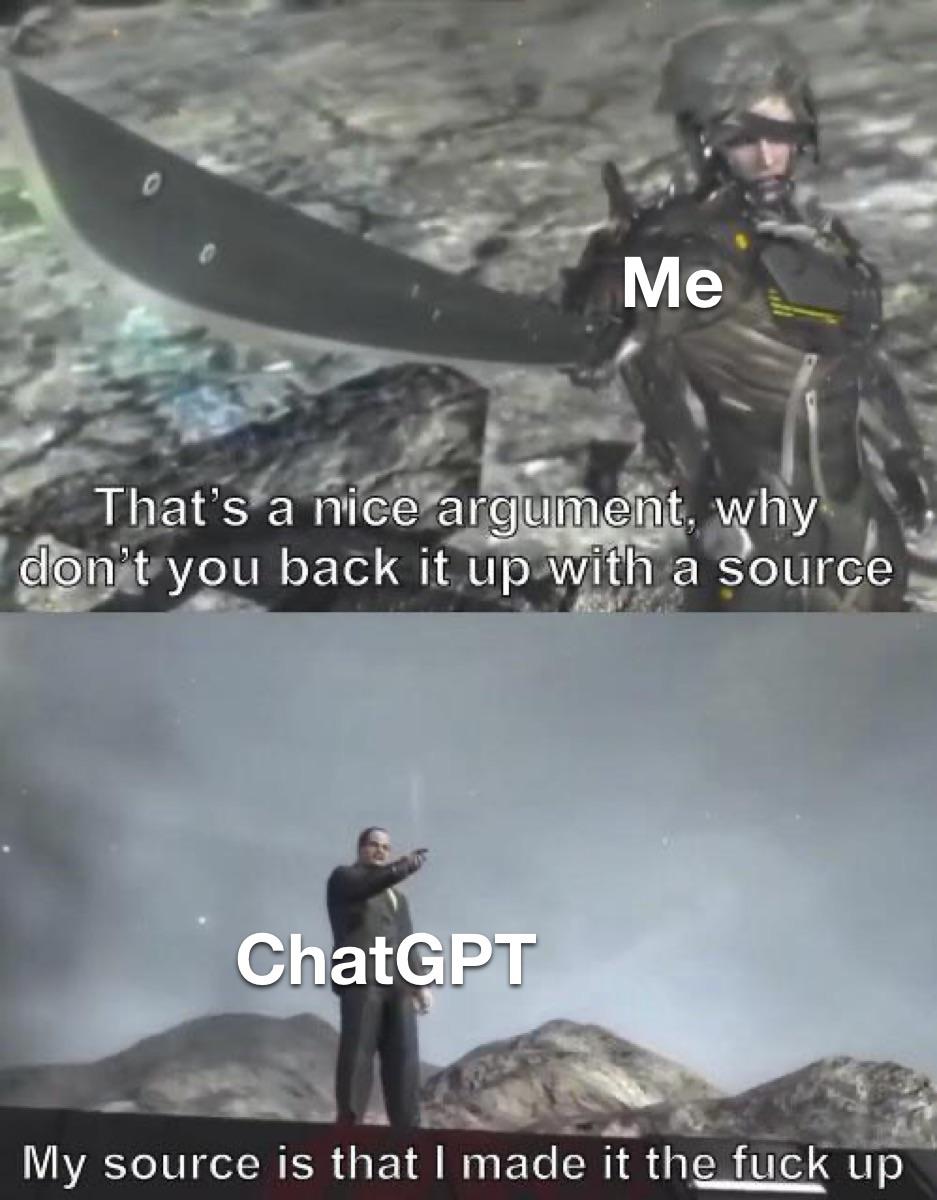 Me
That's a nice argument, why
don't you back it up with a source
ChatGPT
My source is that I made it the fuck up